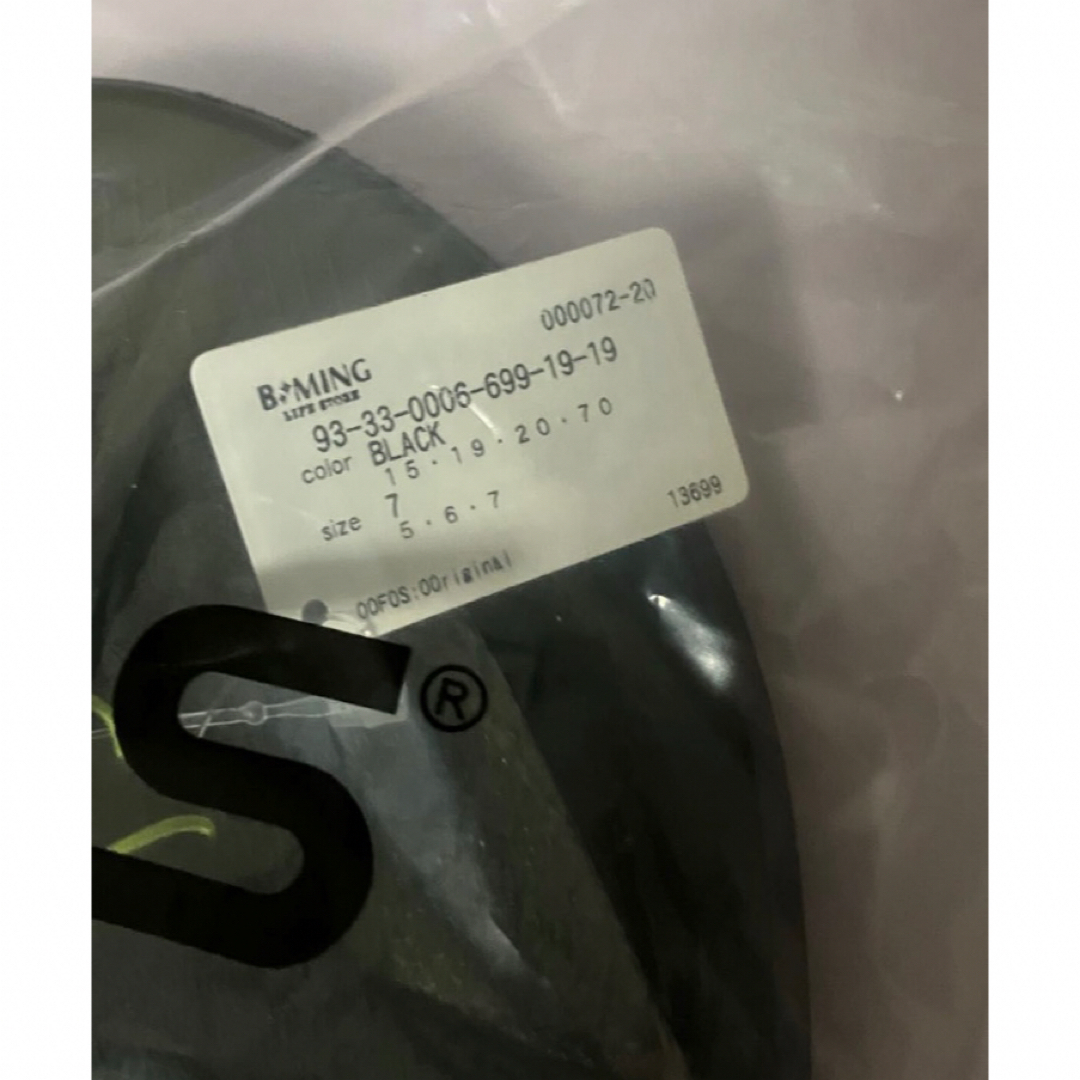 000072-20
B MING
LIFE STORE
93-33-0006-699-19-19
color BLACK
15・19・20・70
size 7
5・6・7
13699
OOFOS:OOriginal
S®